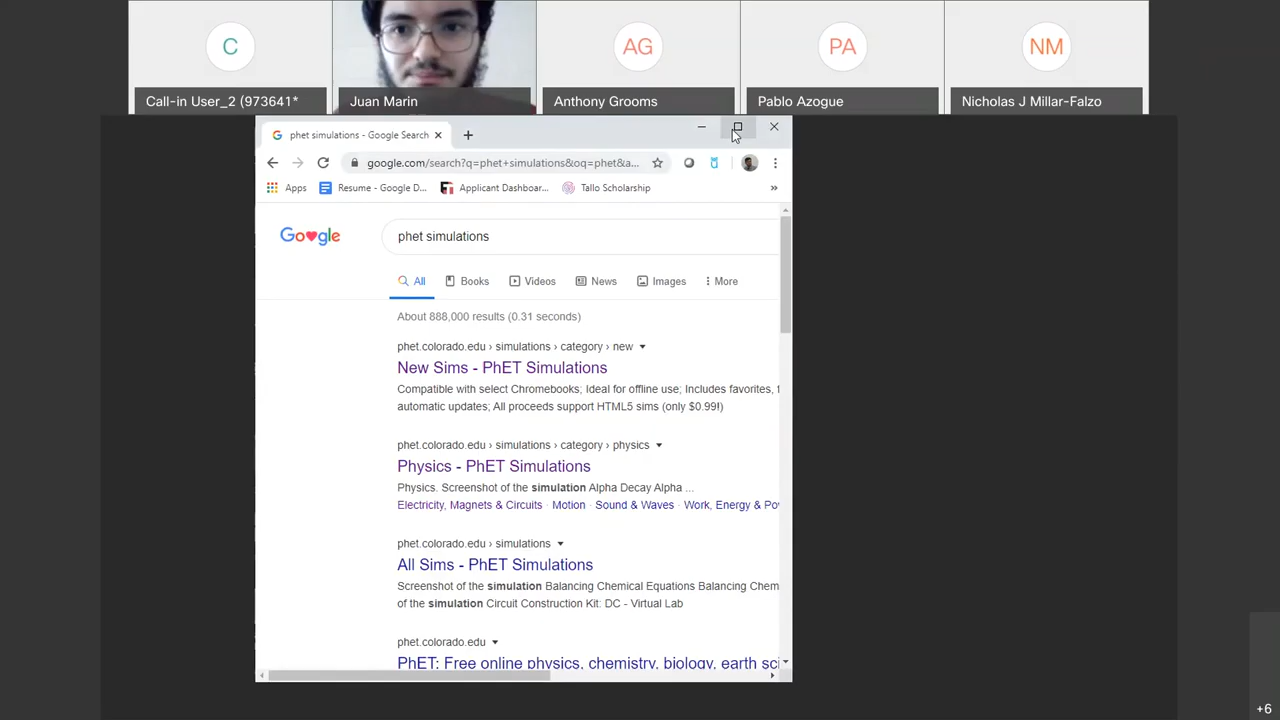 C
AG
PA
NM
Call-in User_2 (973641*
Juan Marin
Anthony Grooms
Pablo Azogue
Nicholas J Millar-Falzo
phet simulations - Google Search
google.com/search?q=phet+simulations&oq=phet&a...
Apps
Resume - Google D...
Applicant Dashboar...
Tallo Scholarship
»
Google
phet simulations
All
Books
Videos
News
Images
More
About 888,000 results (0.31 seconds)
phet.colorado.edu › simulations › category › new
New Sims - PhET Simulations
Compatible with select Chromebooks; Ideal for offline use; Includes favorites,
automatic updates; All proceeds support HTML5 sims (only $0.99!)
phet.colorado.edu › simulations › category › physics
Physics - PhET Simulations
Physics. Screenshot of the simulation Alpha Decay Alpha ...
Electricity, Magnets & Circuits · Motion · Sound & Waves · Work, Energy & Po
phet.colorado.edu › simulations
All Sims - PhET Simulations
Screenshot of the simulation Balancing Chemical Equations Balancing Chem
of the simulation Circuit Construction Kit: DC - Virtual Lab
phet.colorado.edu
PhET: Free online physics, chemistry, biology, earth sci
+6